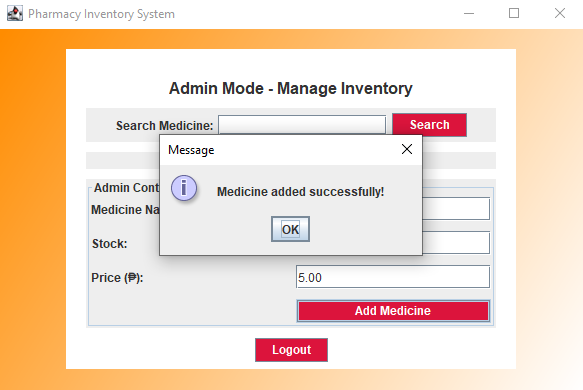 Pharmacy Inventory System
Admin Mode - Manage Inventory
Search Medicine:
Search
Message
Medicine added successfully!
OK
Admin Cont
Medicine Na
Stock:
Price (₱):
5.00
Add Medicine
Logout